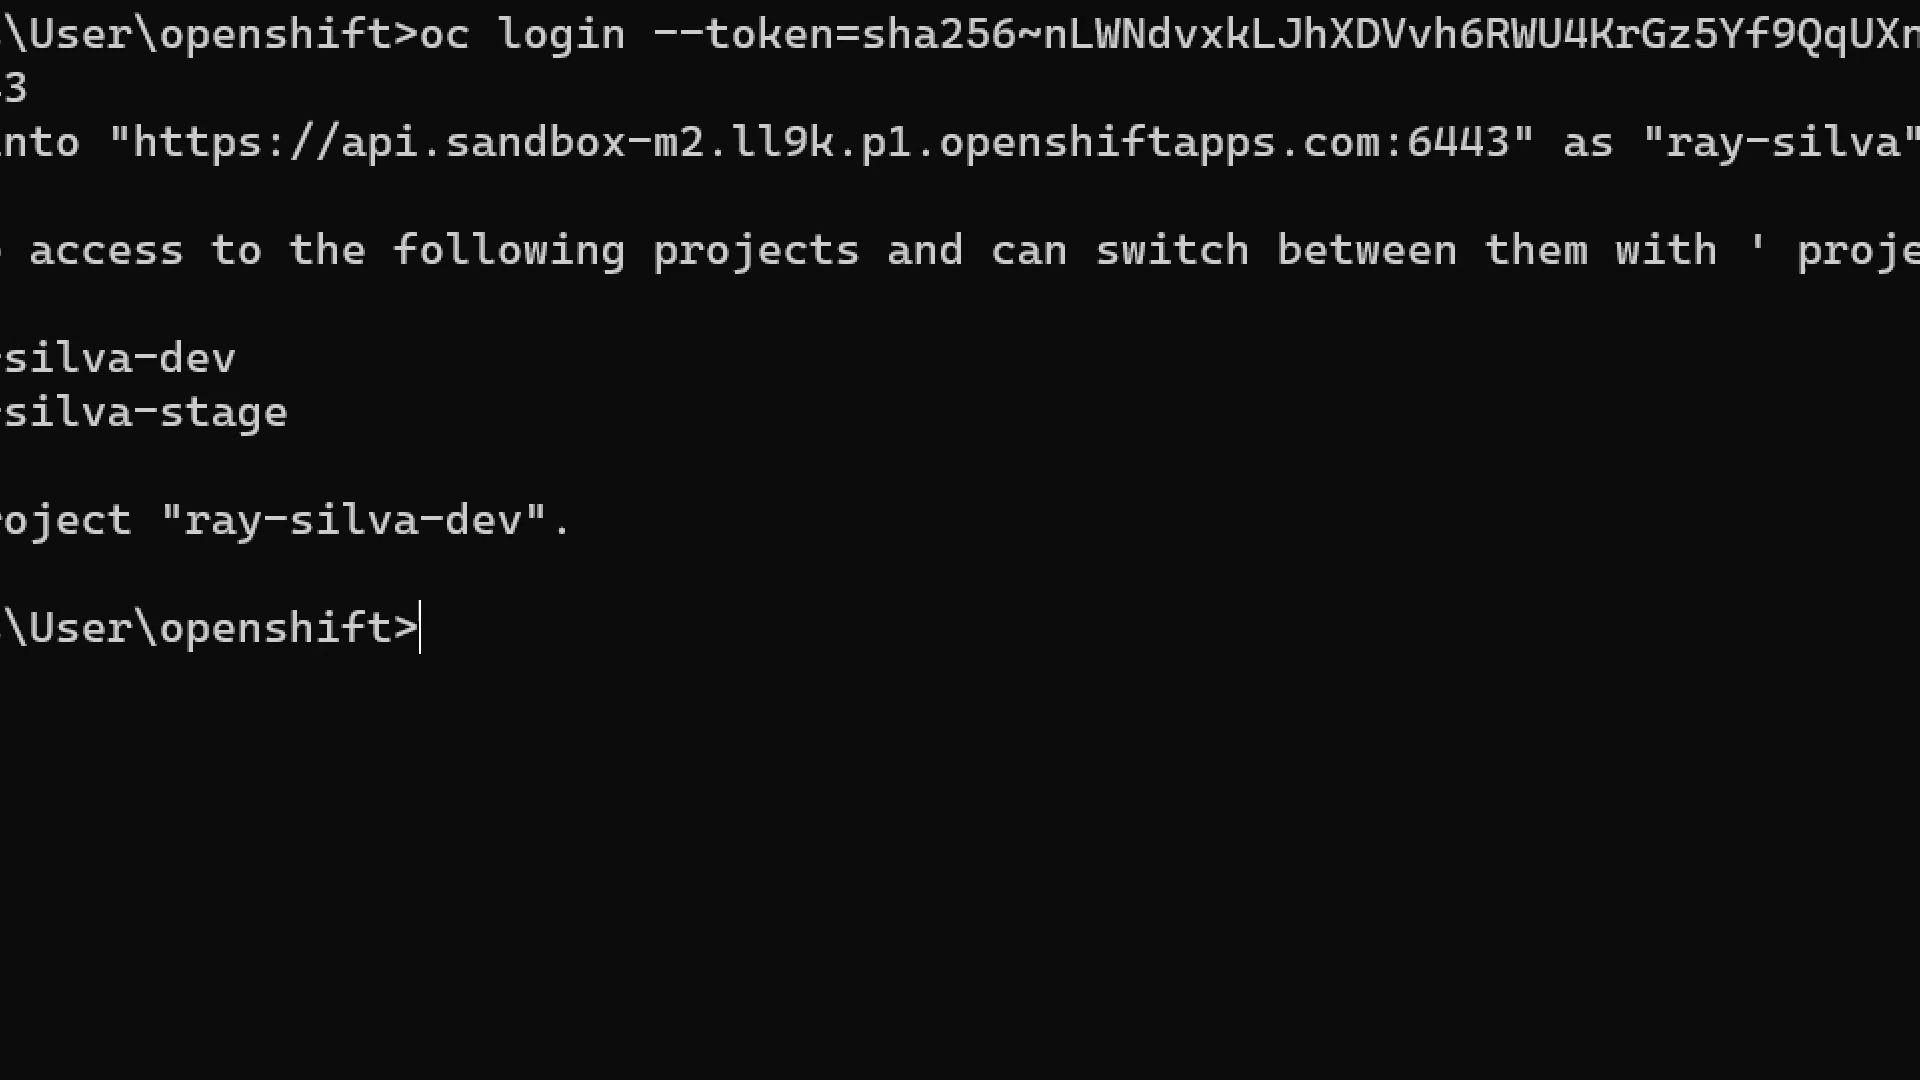 \User\openshift>oc login --token=sha256~nLWNdvxkLJhXDVvh6RWU4KrGz5Yf9QqUXn
3
nto "https://api.sandbox-m2.ll9k.p1.openshiftapps.com:6443" as "ray-silva"
access to the following projects and can switch between them with ' proje
-silva-dev
-silva-stage
roject "ray-silva-dev".
\User\openshift>